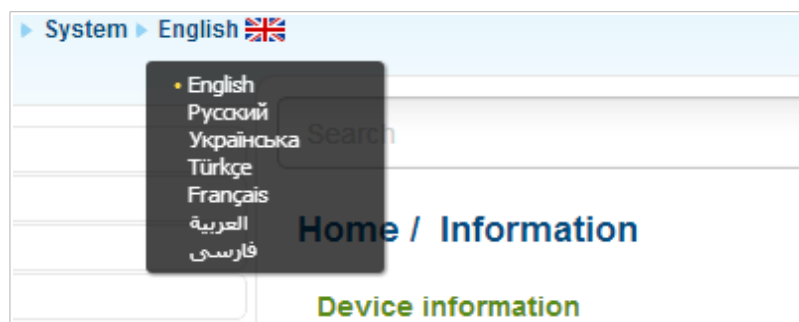 System English
English
Русский
Українська
Türkçe
Français
العربية
فارسی
Search
Home / Information
Device information